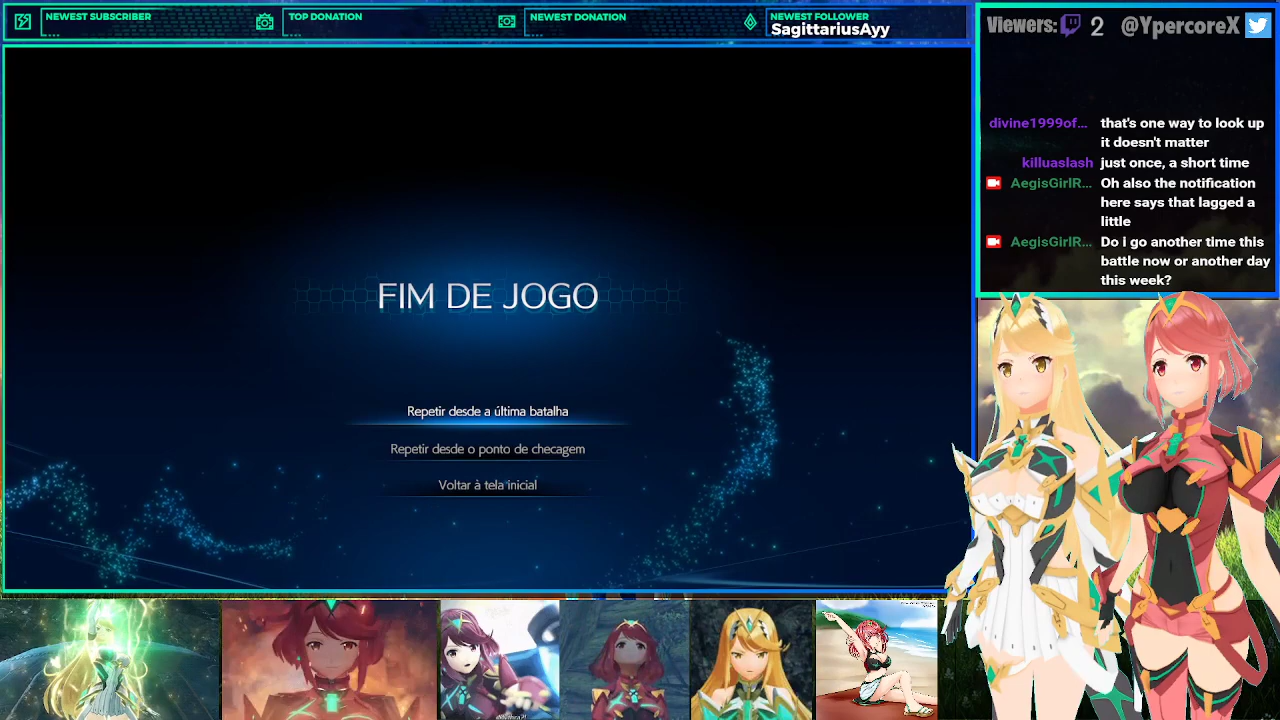 NEWEST SUBSCRIBER
TOP DONATION
NEWEST DONATION
NEWEST FOLLOWER
SagittariusAyy
Viewers: 2 @YpercoreX
divine1999of... that's one way to look up
it doesn't matter
killuaslash just once, a short time
AegisGirlR... Oh also the notification
here says that lagged a
little
AegisGirlR... Do i go another time this
battle now or another day
this week?
FIM DE JOGO
Repetir desde a última batalha
Repetir desde o ponto de checagem
Voltar à tela inicial